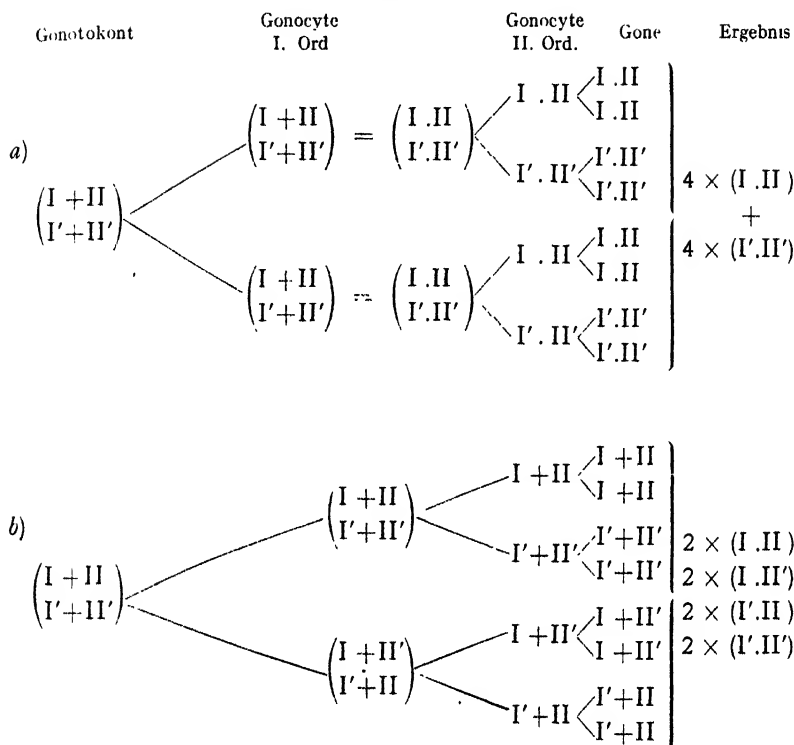 Gonotokont Gonocyte I. Ord Gonocyte II. Ord. Gone Ergebnis
a)
(I +II I'+II')
(I +II I'+II') = (I .II I'.II')
I . II
I .II
I .II
I'. II'
I'.II'
I'.II'
(I +II I'+II') = (I .II I'.II')
I . II
I .II
I .II
I'. II'
I'.II'
I'.II'
4 × (I .II)
+
4 × (I'.II')
b)
(I +II I'+II')
(I +II I'+II')
I +II
I +II
I +II
I'+II'
I'+II'
I'+II'
(I +II' I'+II)
I +II'
I +II'
I +II'
I'+II
I'+II
I'+II
2 × (I .II)
2 × (I .II')
2 × (I'.II)
2 × (I'.II')